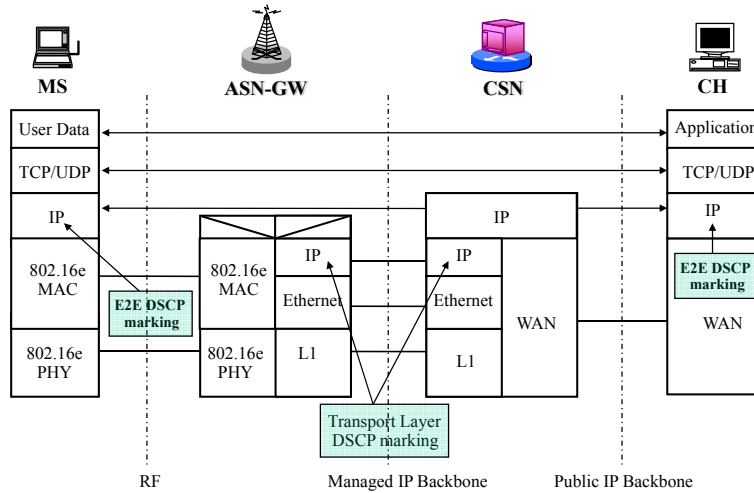 MS
ASN-GW
CSN
CH
User Data
Application
TCP/UDP
TCP/UDP
IP
IP
IP
802.16e
MAC
802.16e
MAC
IP
IP
E2E DSCP
marking
E2E DSCP
marking
Ethernet
Ethernet
WAN
WAN
802.16e
PHY
802.16e
PHY
L1
L1
Transport Layer
DSCP marking
RF
Managed IP Backbone
Public IP Backbone